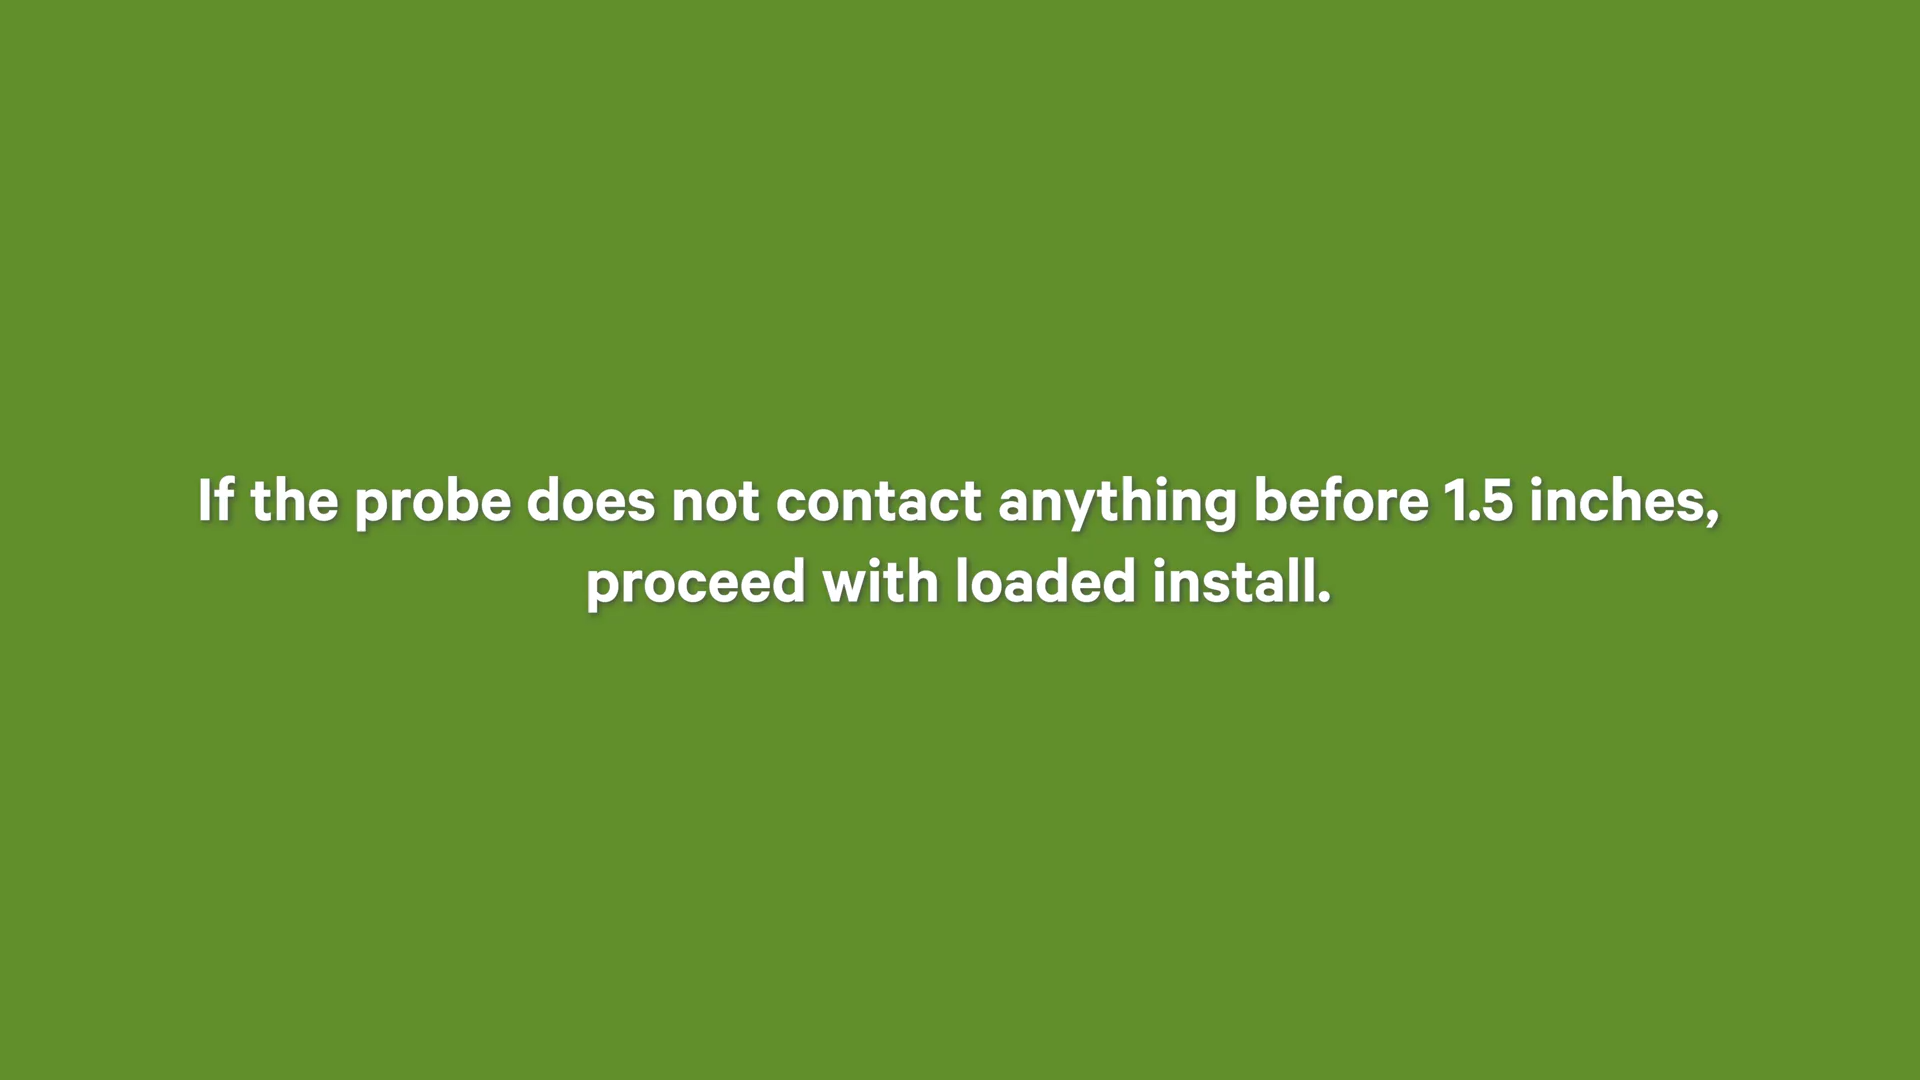 If the probe does not contact anything before 1.5 inches,
proceed with loaded install.